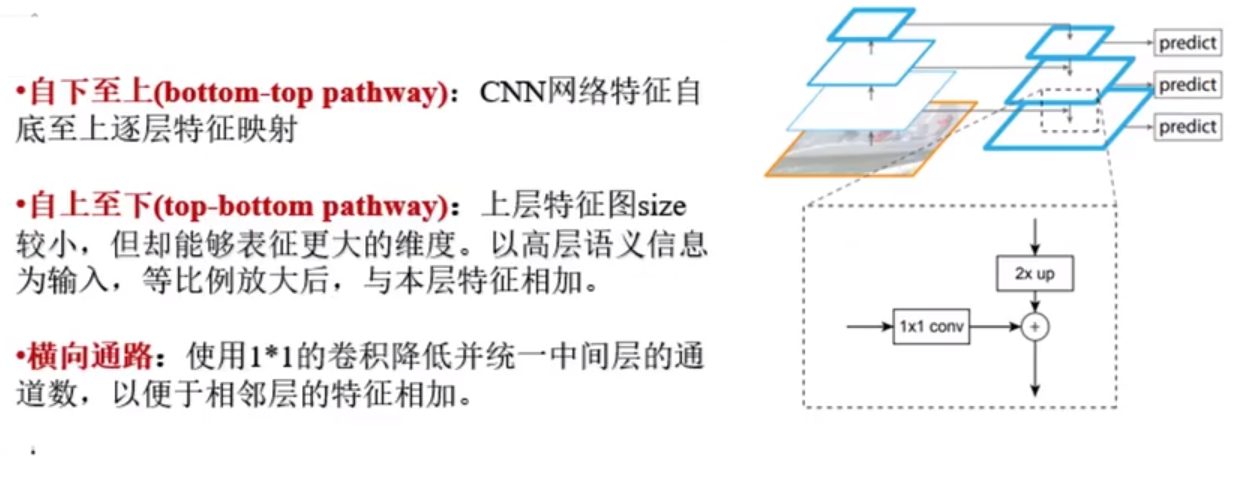 •自下至上(bottom-top pathway)：CNN网络特征自
底至上逐层特征映射
•自上至下(top-bottom pathway)：上层特征图size
较小，但却能够表征更大的维度。以高层语义信息
为输入，等比例放大后，与本层特征相加。
•横向通路：使用1*1的卷积降低并统一中间层的通
道数，以便于相邻层的特征相加。
predict
predict
predict
2x up
1x1 conv
+